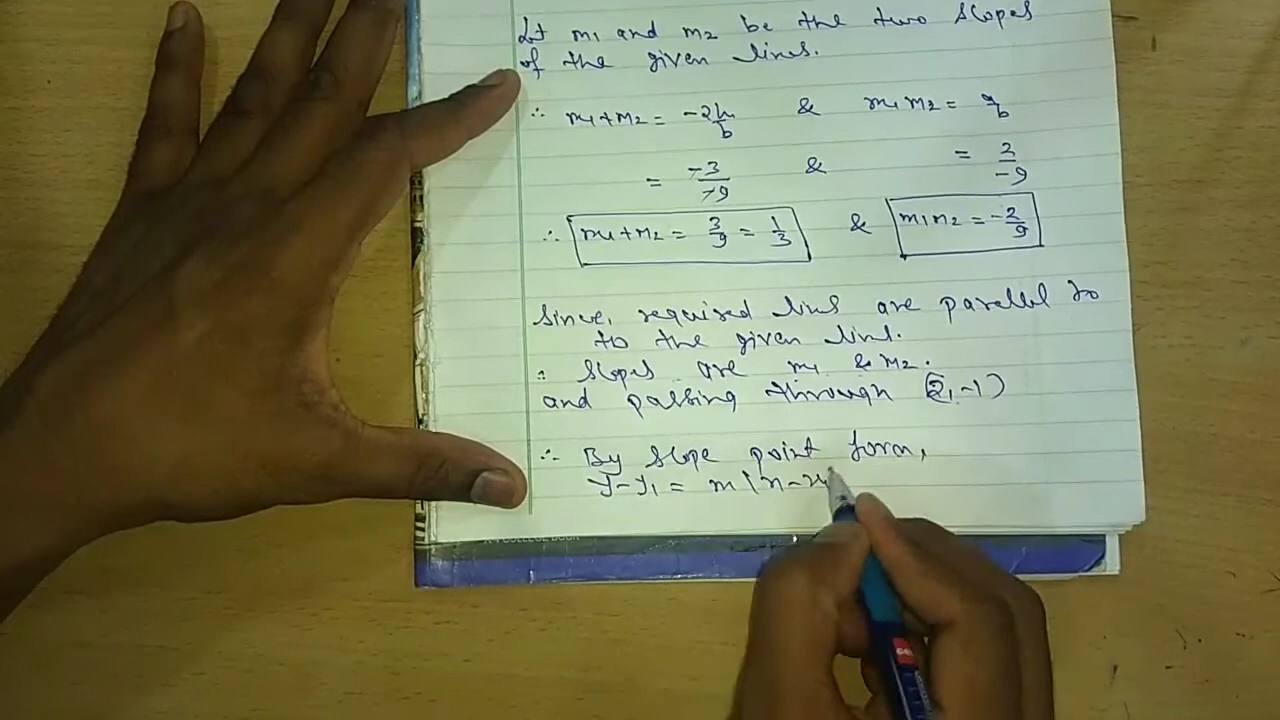 Let m1 and m2 be the two slopes
of the given lines.
∴ m1+m2 = -2h/b & m1m2 = a/b
= -3/-9 & = 2/-9
∴ m1+m2 = 3/9 = 1/3 & m1m2 = -2/9
Since, required lines are parallel to
to the given lines.
∴ slopes are m1 & m2.
and passing through (2,-1)
∴ By slope point form,
y-y1 = m(x-x1